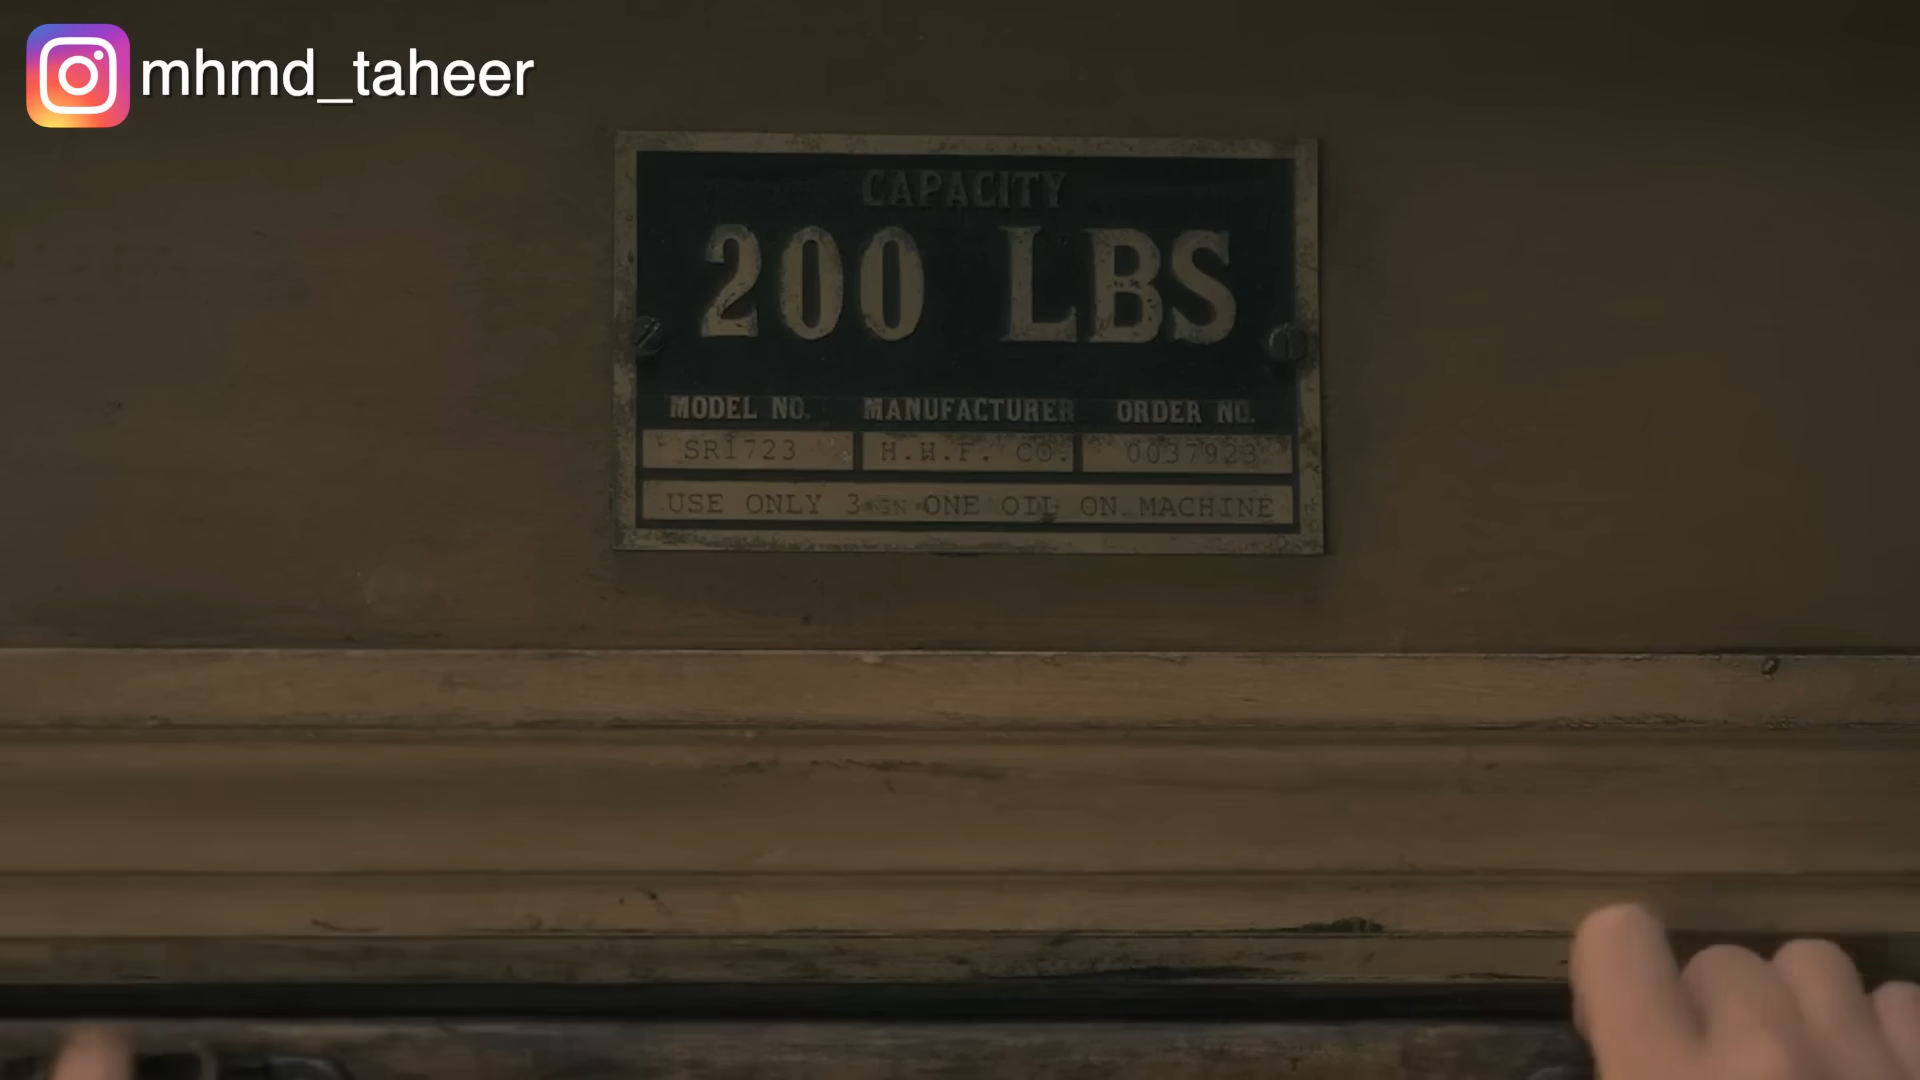 mhmd_taheer
CAPACITY
200 LBS
MODEL NO. MANUFACTURER ORDER NO.
SR1723 H.W.F. CO. 0037923
USE ONLY 3-IN-ONE OIL ON MACHINE